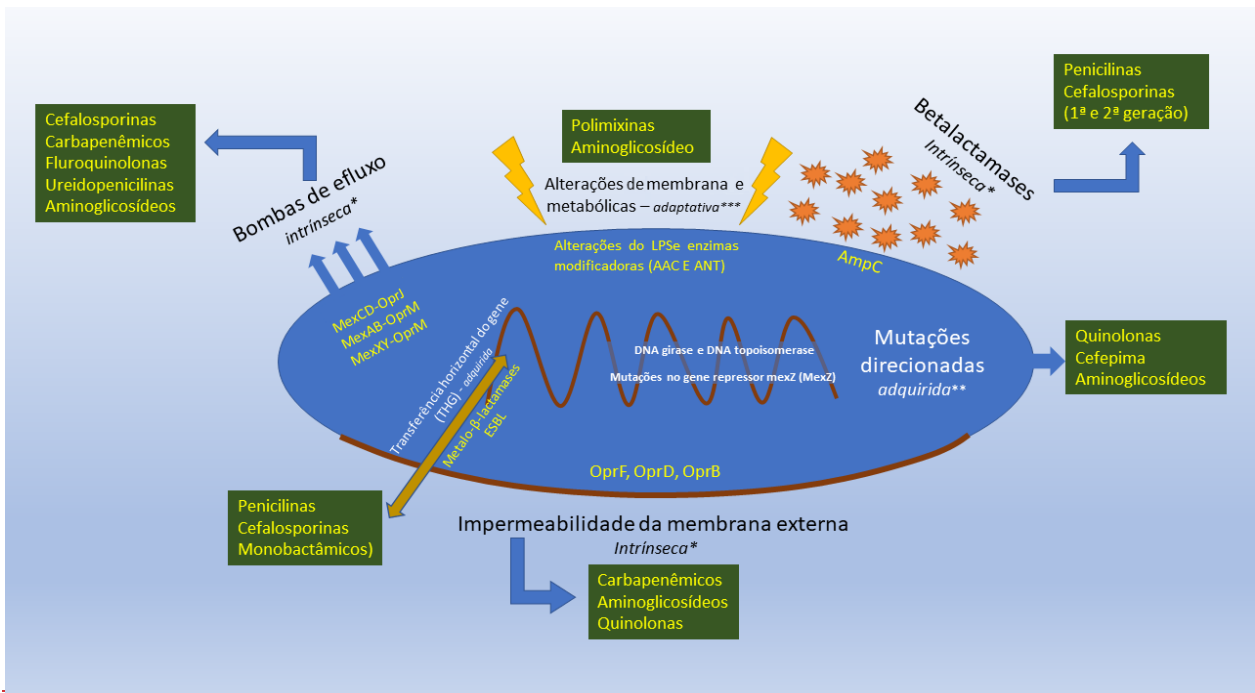 Cefalosporinas
Carbapenêmicos
Fluroquinolonas
Ureidopenicilinas
Aminoglicosídeos
Bombas de efluxo
intrínseca*
MexCD-OprJ
MexAB-OprM
MexXY-OprM
Polimixinas
Aminoglicosídeo
Alterações de membrana e
metabólicas – adaptativa***
Alterações do LPSe enzimas
modificadoras (AAC E ANT)
Penicilinas
Cefalosporinas
(1ª e 2ª geração)
Betalactamases
Intrínseca*
AmpC
DNA girase e DNA topoisomerase
Mutações no gene repressor mexZ (MexZ)
Mutações
direcionadas
adquirida**
Quinolonas
Cefepima
Aminoglicosídeos
Transferência horizontal do gene
(THG) - adquirida
Metalo-β-lactamases
ESBL
Penicilinas
Cefalosporinas
Monobactâmicos)
OprF, OprD, OprB
Impermeabilidade da membrana externa
Intrínseca*
Carbapenêmicos
Aminoglicosídeos
Quinolonas